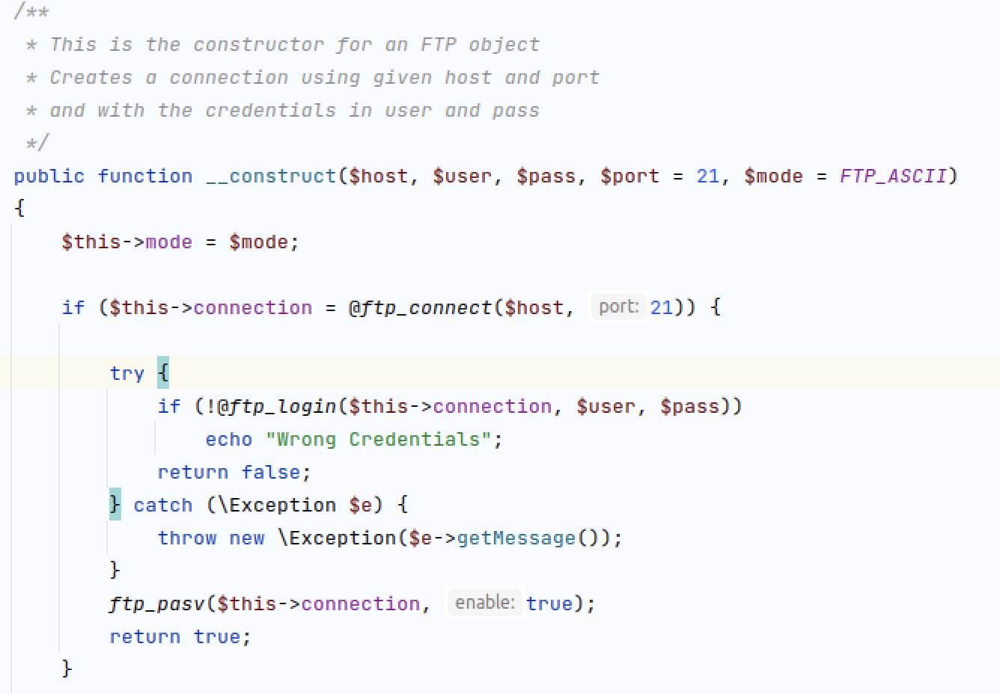 /**
 * This is the constructor for an FTP object
 * Creates a connection using given host and port
 * and with the credentials in user and pass
 */
public function __construct($host, $user, $pass, $port = 21, $mode = FTP_ASCII)
{
    $this->mode = $mode;
    if ($this->connection = @ftp_connect($host, port: 21)) {
        try {
            if (!@ftp_login($this->connection, $user, $pass))
                echo "Wrong Credentials";
            return false;
        } catch (\Exception $e) {
            throw new \Exception($e->getMessage());
        }
        ftp_pasv($this->connection, enable: true);
        return true;
    }